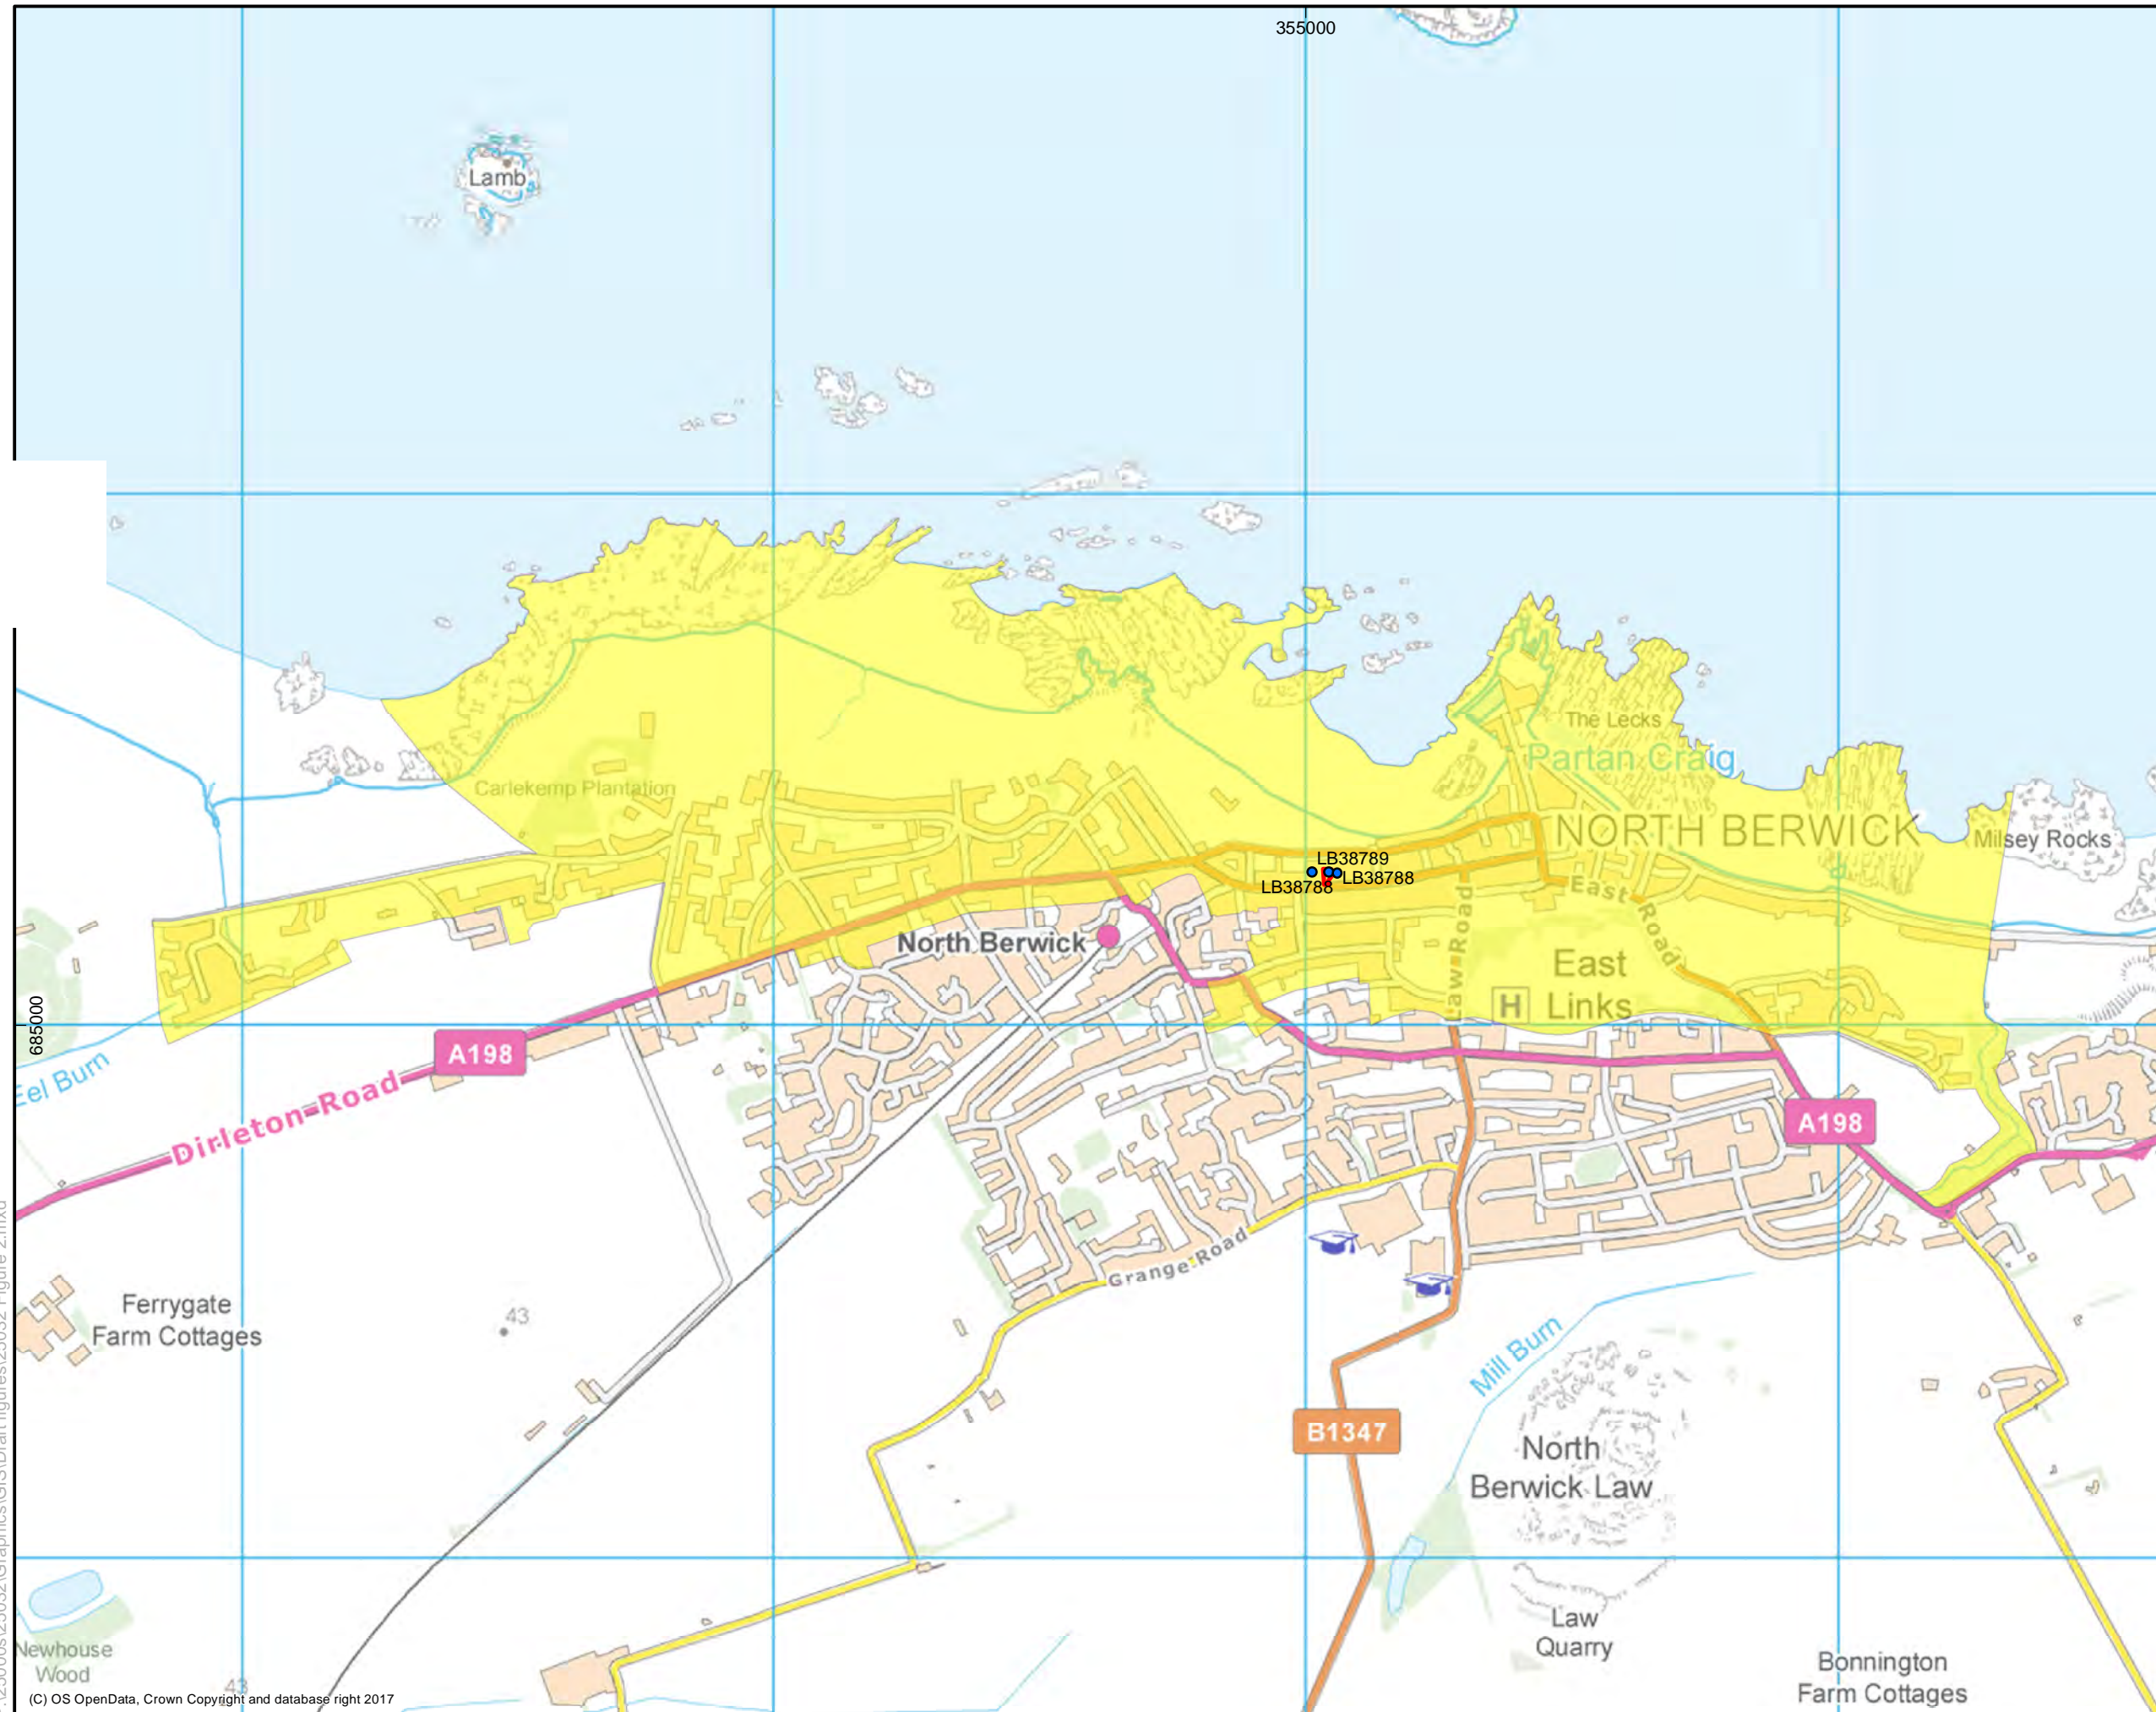 355000
Lamb
The Lecks
Partan Craig
Carlekemp Plantation
NORTH BERWICK
Milsey Rocks
LB38789
LB38788
LB38788
East Road
Law Road
North Berwick
East
Links
H
685000
A198
Eel Burn
Dirleton Road
A198
Grange Road
Ferrygate
Farm Cottages
43
Mill Burn
B1347
North
Berwick Law
Law
Quarry
Newhouse
Wood
Bonnington
Farm Cottages
43
(C) OS OpenData, Crown Copyright and database right 2017